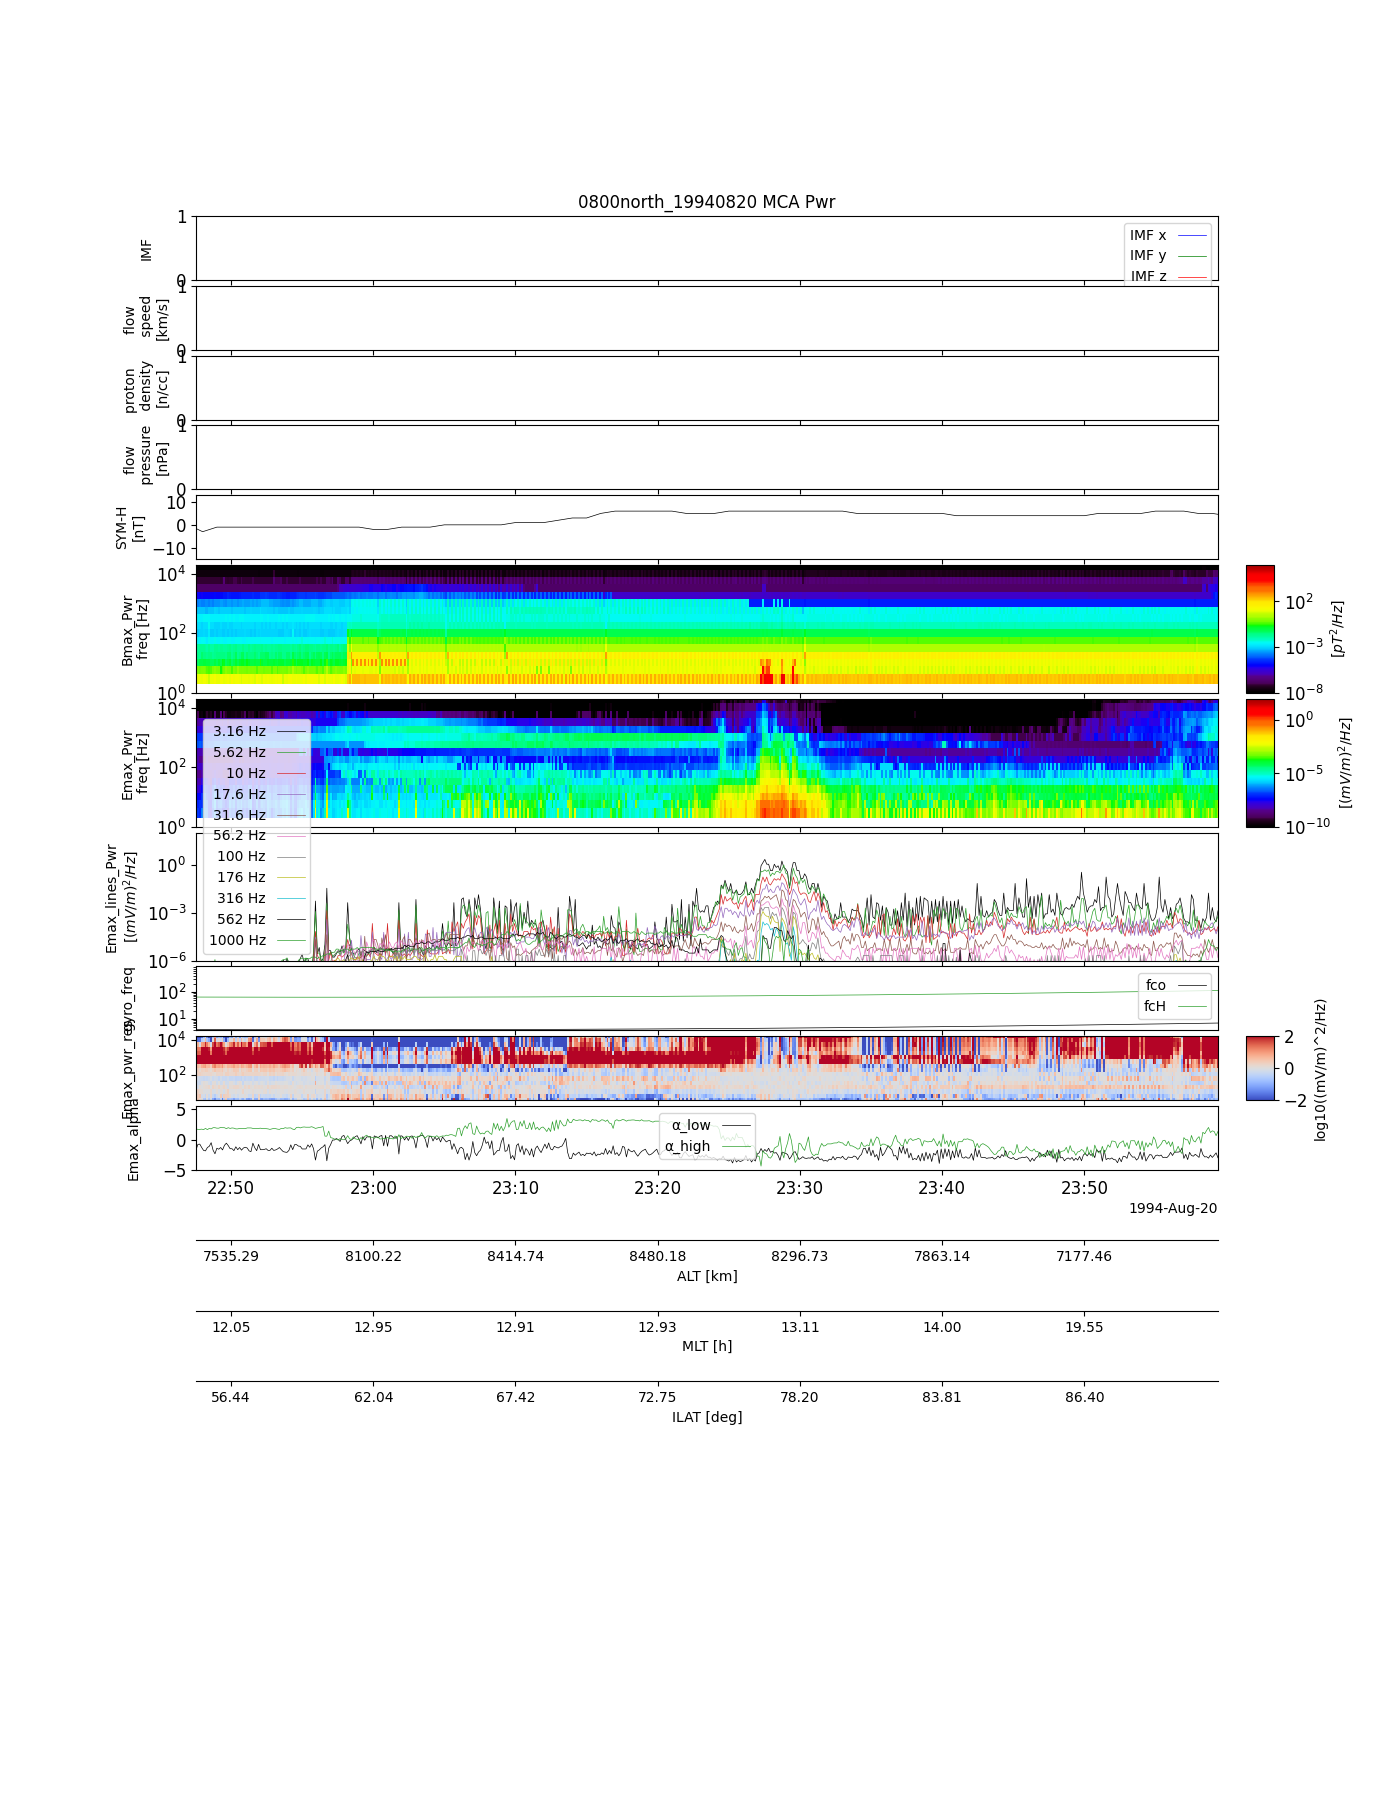 0800north_19940820 MCA Pwr
1
0
IMF
IMF x
IMF y
IMF z
1
0
flow
speed
[km/s]
1
0
proton
density
[n/cc]
1
0
flow
pressure
[nPa]
10
0
−10
SYM-H
[nT]
10^4
10^2
10^0
Bmax_Pwr
freq [Hz]
10^2
10^−3
10^−8
[pT^2/Hz]
10^4
10^2
10^0
Emax_Pwr
freq [Hz]
10^0
10^−5
10^−10
[(mV/m)^2/Hz]
3.16 Hz
5.62 Hz
10 Hz
17.6 Hz
31.6 Hz
56.2 Hz
100 Hz
176 Hz
316 Hz
562 Hz
1000 Hz
10^0
10^−3
10^−6
Emax_lines_Pwr
[(mV/m)^2/Hz]
10^2
10^1
gyro_freq
fco
fcH
10^4
10^2
Emax_pwr_reg
2
0
−2
log10((mV/m)^2/Hz)
5
0
−5
Emax_alpha
α_low
α_high
22:50 23:00 23:10 23:20 23:30 23:40 23:50
1994-Aug-20
7535.29 8100.22 8414.74 8480.18 8296.73 7863.14 7177.46
ALT [km]
12.05 12.95 12.91 12.93 13.11 14.00 19.55
MLT [h]
56.44 62.04 67.42 72.75 78.20 83.81 86.40
ILAT [deg]